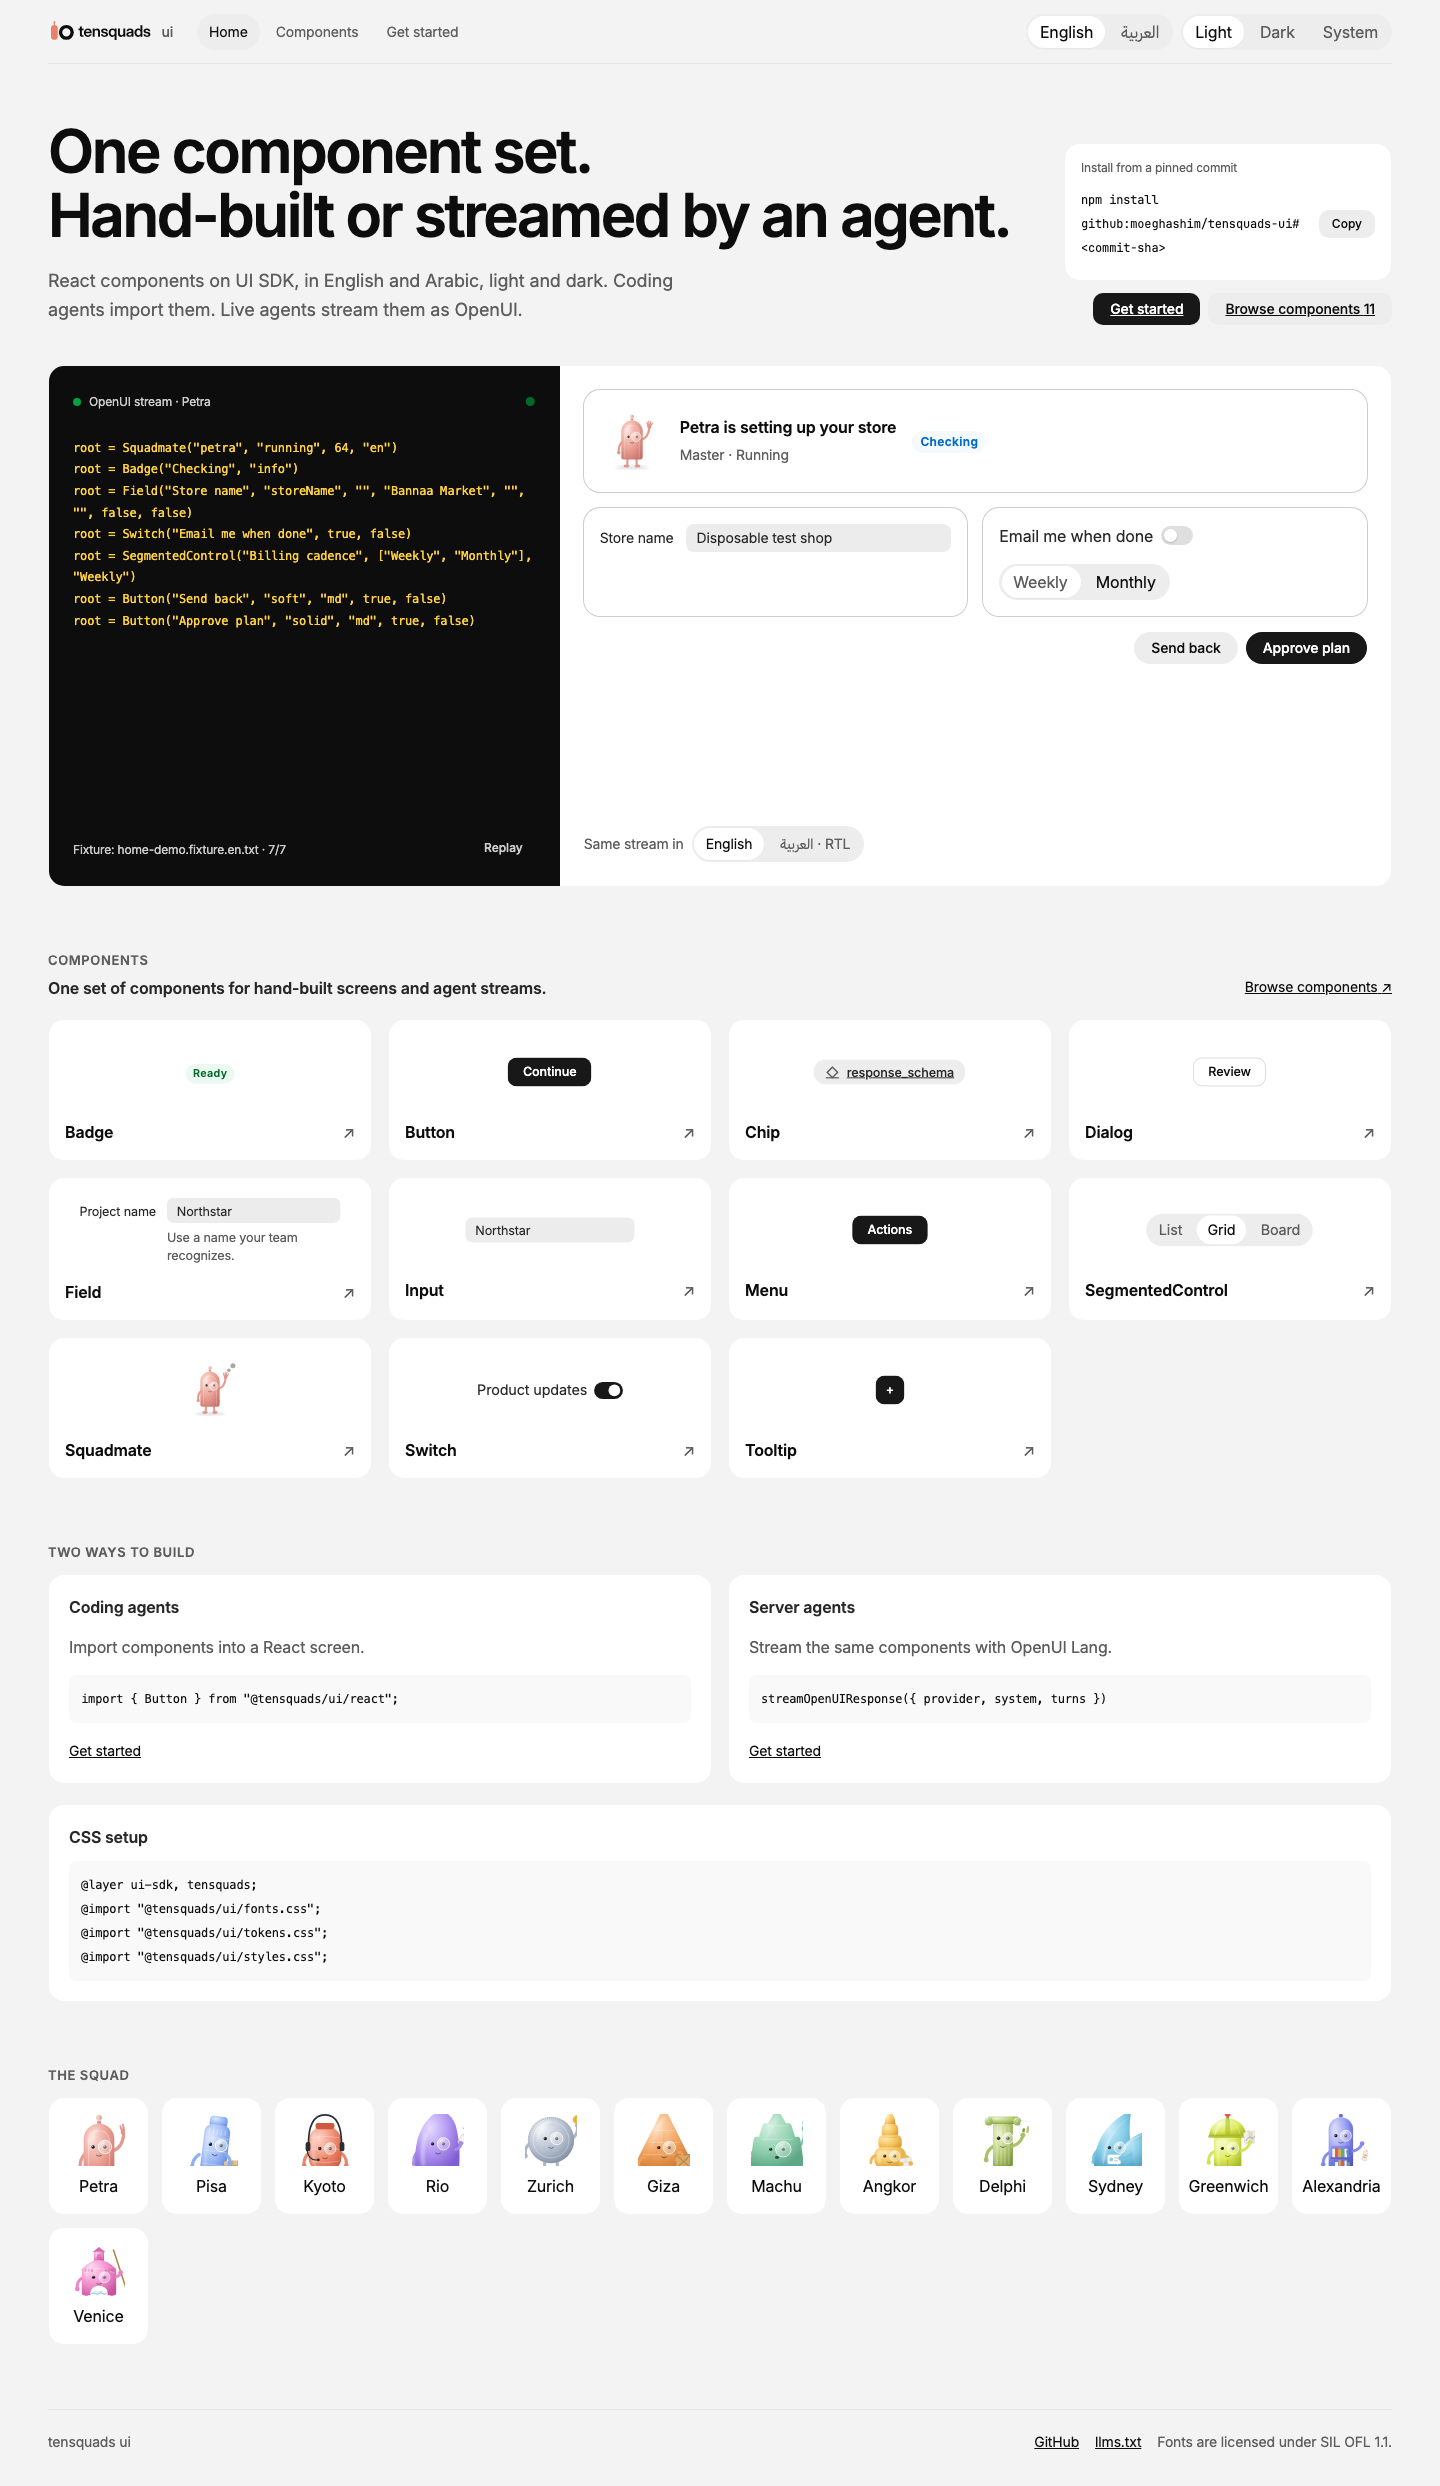 tensquads ui
Home
Components
Get started
English
العربية
Light
Dark
System
One component set.
Hand-built or streamed by an agent.
React components on UI SDK, in English and Arabic, light and dark. Coding
agents import them. Live agents stream them as OpenUI.
Install from a pinned commit
npm install
github:moeghashim/tensquads-ui#
<commit-sha>
Copy
Get started
Browse components 11
OpenUI stream · Petra
root = Squadmate("petra", "running", 64, "en")
root = Badge("Checking", "info")
root = Field("Store name", "storeName", "", "Bannaa Market", "",
"", false, false)
root = Switch("Email me when done", true, false)
root = SegmentedControl("Billing cadence", ["Weekly", "Monthly"],
"Weekly")
root = Button("Send back", "soft", "md", true, false)
root = Button("Approve plan", "solid", "md", true, false)
Fixture: home-demo.fixture.en.txt · 7/7
Replay
Petra is setting up your store
Master · Running
Checking
Store name
Disposable test shop
Email me when done
Weekly
Monthly
Send back
Approve plan
Same stream in
English
العربية · RTL
COMPONENTS
One set of components for hand-built screens and agent streams.
Browse components ↗
Ready
Badge ↗
Continue
Button ↗
response_schema
Chip ↗
Review
Dialog ↗
Project name
Northstar
Use a name your team
recognizes.
Field ↗
Northstar
Input ↗
Actions
Menu ↗
List
Grid
Board
SegmentedControl ↗
Squadmate ↗
Product updates
Switch ↗
+
Tooltip ↗
TWO WAYS TO BUILD
Coding agents
Import components into a React screen.
import { Button } from "@tensquads/ui/react";
Get started
Server agents
Stream the same components with OpenUI Lang.
streamOpenUIResponse({ provider, system, turns })
Get started
CSS setup
@layer ui-sdk, tensquads;
@import "@tensquads/ui/fonts.css";
@import "@tensquads/ui/tokens.css";
@import "@tensquads/ui/styles.css";
THE SQUAD
Petra
Pisa
Kyoto
Rio
Zurich
Giza
Machu
Angkor
Delphi
Sydney
Greenwich
Alexandria
Venice
tensquads ui
GitHub
llms.txt
Fonts are licensed under SIL OFL 1.1.